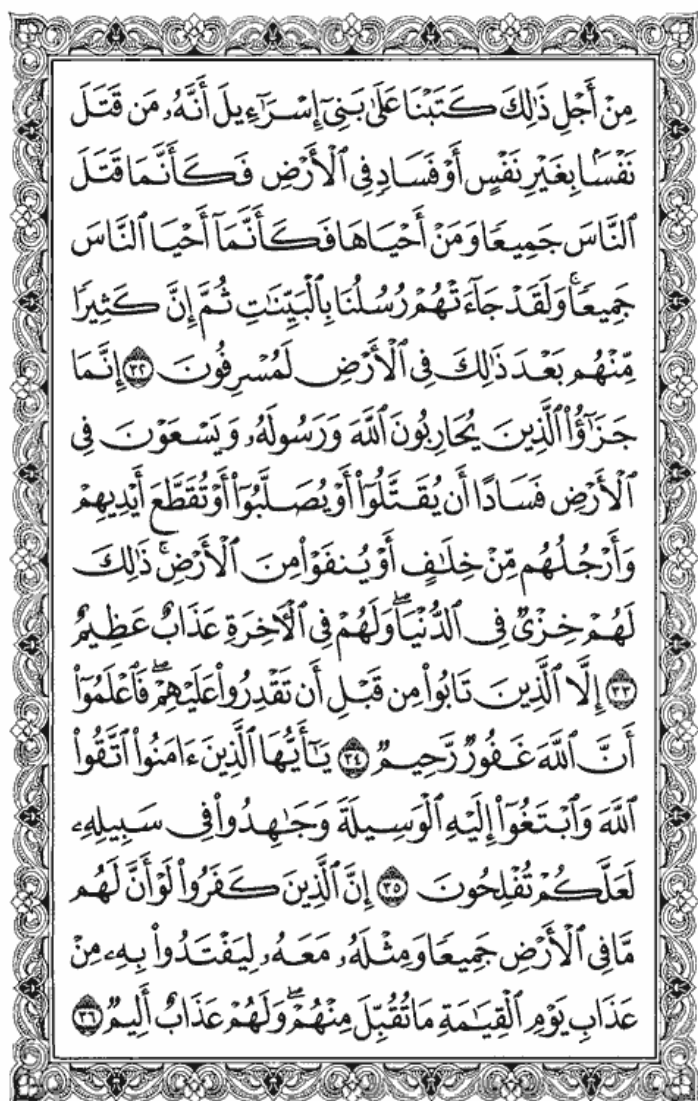 مِنْ أَجْلِ ذَٰلِكَ كَتَبْنَا عَلَىٰ بَنِىٓ إِسْرَٰٓءِيلَ أَنَّهُۥ مَن قَتَلَ
نَفْسًۢا بِغَيْرِ نَفْسٍ أَوْ فَسَادٍ فِى ٱلْأَرْضِ فَكَأَنَّمَا قَتَلَ
ٱلنَّاسَ جَمِيعًا وَمَنْ أَحْيَاهَا فَكَأَنَّمَآ أَحْيَا ٱلنَّاسَ
جَمِيعًا ۚ وَلَقَدْ جَآءَتْهُمْ رُسُلُنَا بِٱلْبَيِّنَٰتِ ثُمَّ إِنَّ كَثِيرًا
مِّنْهُم بَعْدَ ذَٰلِكَ فِى ٱلْأَرْضِ لَمُسْرِفُونَ ٣٢ إِنَّمَا
جَزَٰٓؤُا۟ ٱلَّذِينَ يُحَارِبُونَ ٱللَّهَ وَرَسُولَهُۥ وَيَسْعَوْنَ فِى
ٱلْأَرْضِ فَسَادًا أَن يُقَتَّلُوٓا۟ أَوْ يُصَلَّبُوٓا۟ أَوْ تُقَطَّعَ أَيْدِيهِمْ
وَأَرْجُلُهُم مِّنْ خِلَٰفٍ أَوْ يُنفَوْا۟ مِنَ ٱلْأَرْضِ ۚ ذَٰلِكَ
لَهُمْ خِزْىٌ فِى ٱلدُّنْيَا ۖ وَلَهُمْ فِى ٱلْءَاخِرَةِ عَذَابٌ عَظِيمٌ
٣٣ إِلَّا ٱلَّذِينَ تَابُوا۟ مِن قَبْلِ أَن تَقْدِرُوا۟ عَلَيْهِمْ ۖ فَٱعْلَمُوٓا۟
أَنَّ ٱللَّهَ غَفُورٌ رَّحِيمٌ ٣٤ يَٰٓأَيُّهَا ٱلَّذِينَ ءَامَنُوا۟ ٱتَّقُوا۟
ٱللَّهَ وَٱبْتَغُوٓا۟ إِلَيْهِ ٱلْوَسِيلَةَ وَجَٰهِدُوا۟ فِى سَبِيلِهِۦ
لَعَلَّكُمْ تُفْلِحُونَ ٣٥ إِنَّ ٱلَّذِينَ كَفَرُوا۟ لَوْ أَنَّ لَهُم
مَّا فِى ٱلْأَرْضِ جَمِيعًا وَمِثْلَهُۥ مَعَهُۥ لِيَفْتَدُوا۟ بِهِۦ مِنْ
عَذَابِ يَوْمِ ٱلْقِيَٰمَةِ مَا تُقُبِّلَ مِنْهُمْ ۖ وَلَهُمْ عَذَابٌ أَلِيمٌ ٣٦